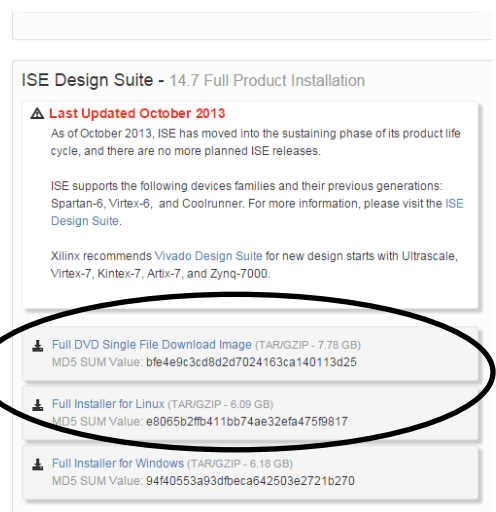 ISE Design Suite - 14.7 Full Product Installation
Last Updated October 2013
As of October 2013, ISE has moved into the sustaining phase of its product life
cycle, and there are no more planned ISE releases.
ISE supports the following devices families and their previous generations:
Spartan-6, Virtex-6, and Coolrunner. For more information, please visit the ISE
Design Suite.
Xilinx recommends Vivado Design Suite for new design starts with Ultrascale,
Virtex-7, Kintex-7, Artix-7, and Zynq-7000.
Full DVD Single File Download Image (TAR/GZIP - 7.78 GB)
MD5 SUM Value: bfe4e9c3cd8d2d7024163ca140113d25
Full Installer for Linux (TAR/GZIP - 6.09 GB)
MD5 SUM Value: e8065b2ffb411bb74ae32efa475f9817
Full Installer for Windows (TAR/GZIP - 6.18 GB)
MD5 SUM Value: 94f40553a93dfbeca642503e2721b270